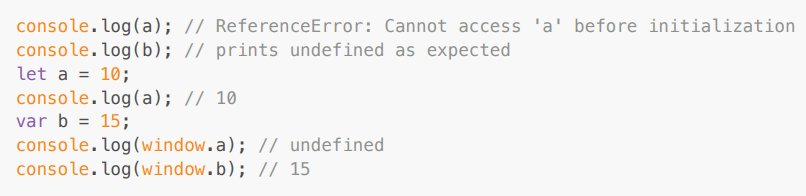 console.log(a); // ReferenceError: Cannot access 'a' before initialization
console.log(b); // prints undefined as expected
let a = 10;
console.log(a); // 10
var b = 15;
console.log(window.a); // undefined
console.log(window.b); // 15